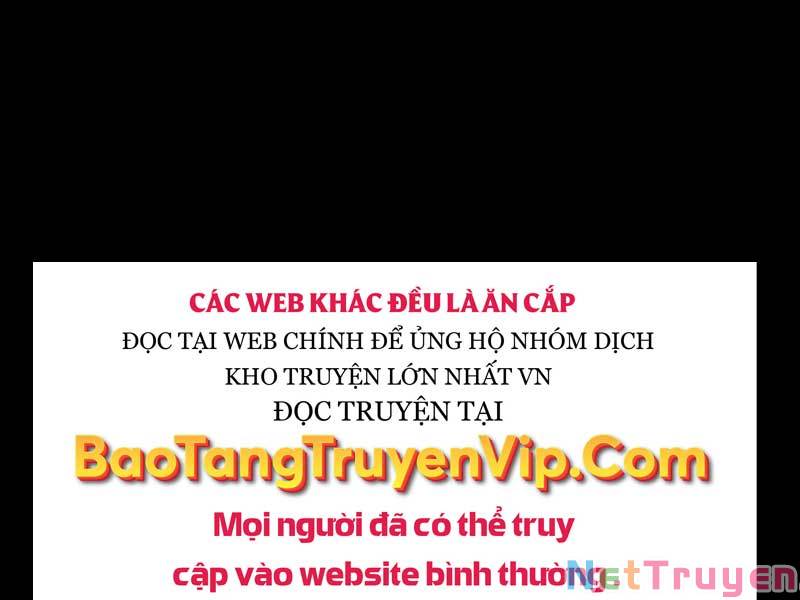 CÁC WEB KHÁC ĐỀU LÀ ĂN CẮP
ĐỌC TẠI WEB CHÍNH ĐỂ ỦNG HỘ NHÓM DỊCH
KHO TRUYỆN LỚN NHẤT VN
ĐỌC TRUYỆN TẠI
BaoTangTruyenVip.Com
Mọi người đã có thể truy
cập vào website bình thường.
NetTruyen